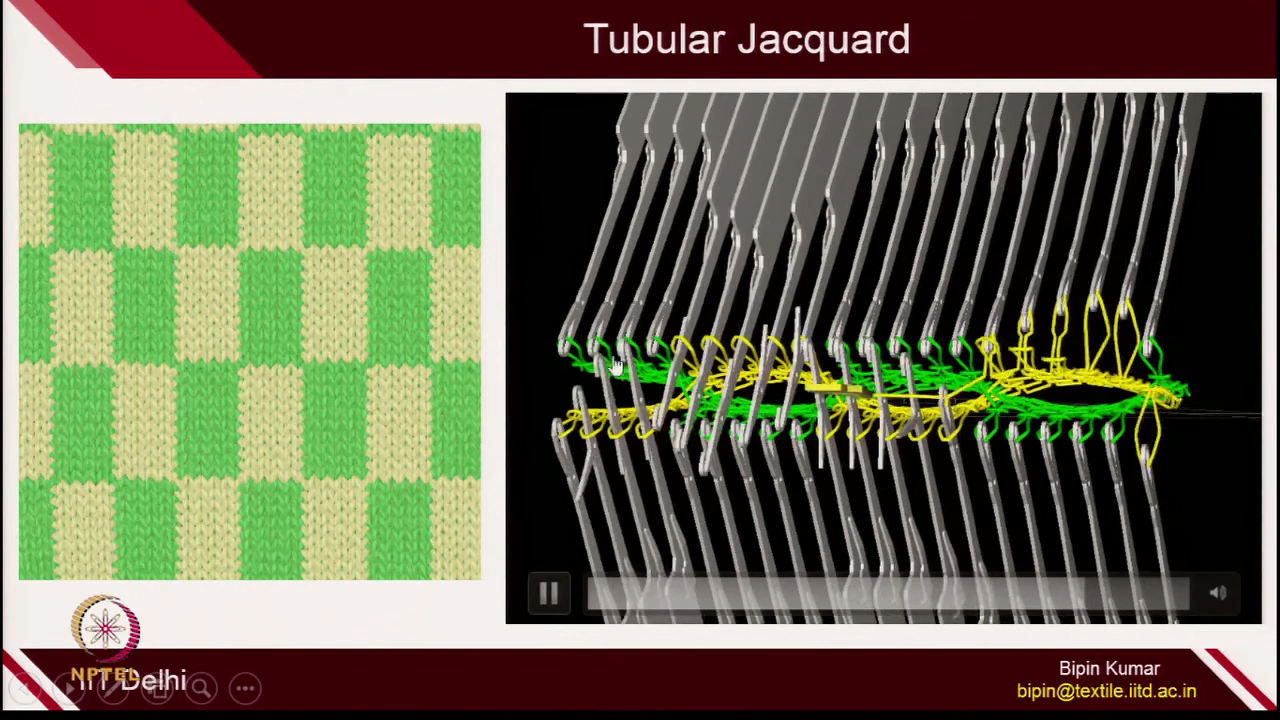 Tubular Jacquard
NPTEL
IIT Delhi
Bipin Kumar
bipin@textile.iitd.ac.in